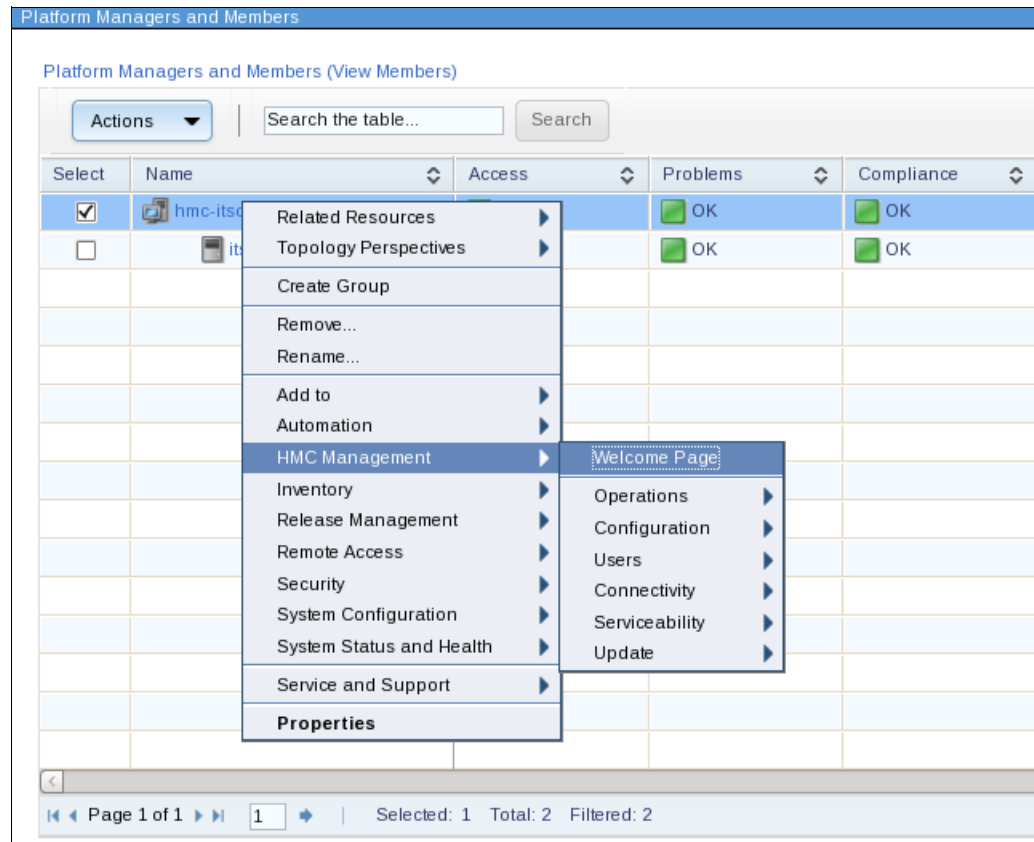 Platform Managers and Members
Platform Managers and Members (View Members)
Actions Search the table... Search
Select Name Access Problems Compliance
hmc-itso OK OK
its OK OK
Related Resources
Topology Perspectives
Create Group
Remove...
Rename...
Add to
Automation
HMC Management
Inventory
Release Management
Remote Access
Security
System Configuration
System Status and Health
Service and Support
Properties
Welcome Page
Operations
Configuration
Users
Connectivity
Serviceability
Update
Page 1 of 1 1 Selected: 1 Total: 2 Filtered: 2